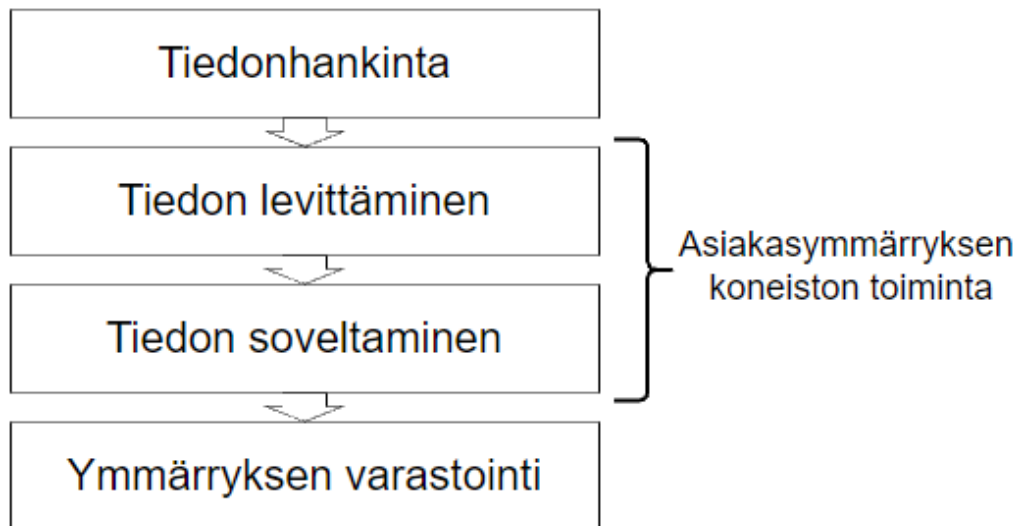 Tiedonhankinta
Tiedon levittäminen
Tiedon soveltaminen
Ymmärryksen varastointi
Asiakasymmärryksen
koneiston toiminta